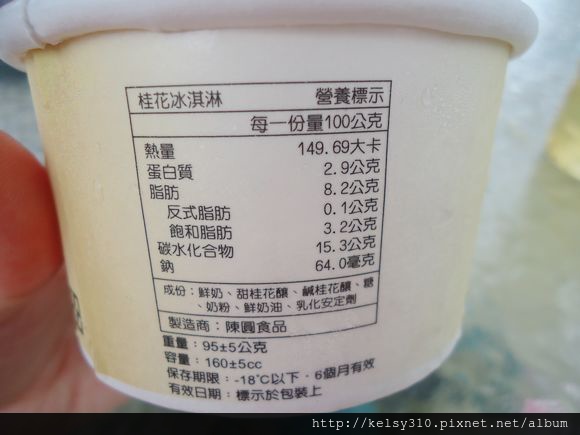 桂花冰淇淋 營養標示
每一份量100公克
熱量 149.69大卡
蛋白質 2.9公克
脂肪 8.2公克
反式脂肪 0.1公克
飽和脂肪 3.2公克
碳水化合物 15.3公克
鈉 64.0毫克
成份：鮮奶、甜桂花釀、鹹桂花釀、糖
、奶粉、鮮奶油、乳化安定劑
製造商：陳圓食品
重量：95±5公克
容量：160±5cc
保存期限：-18℃以下，6個月有效
有效日期：標示於包裝上
http://kelsy310.pixnet.net/album